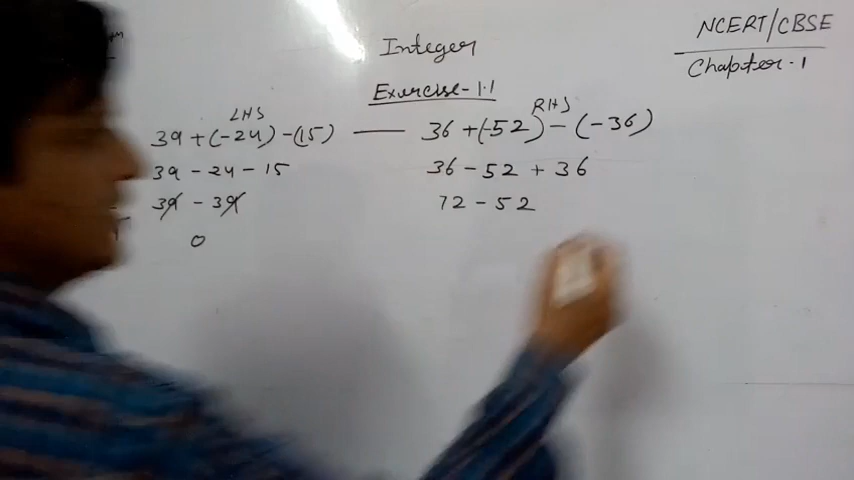 Integer
NCERT/CBSE
Chapter-1
Exercise-1.1
LHS
RHS
39 + (-24) - (15) — 36 + (-52) - (-36)
39 - 24 - 15
36 - 52 + 36
39 - 39
72 - 52
0